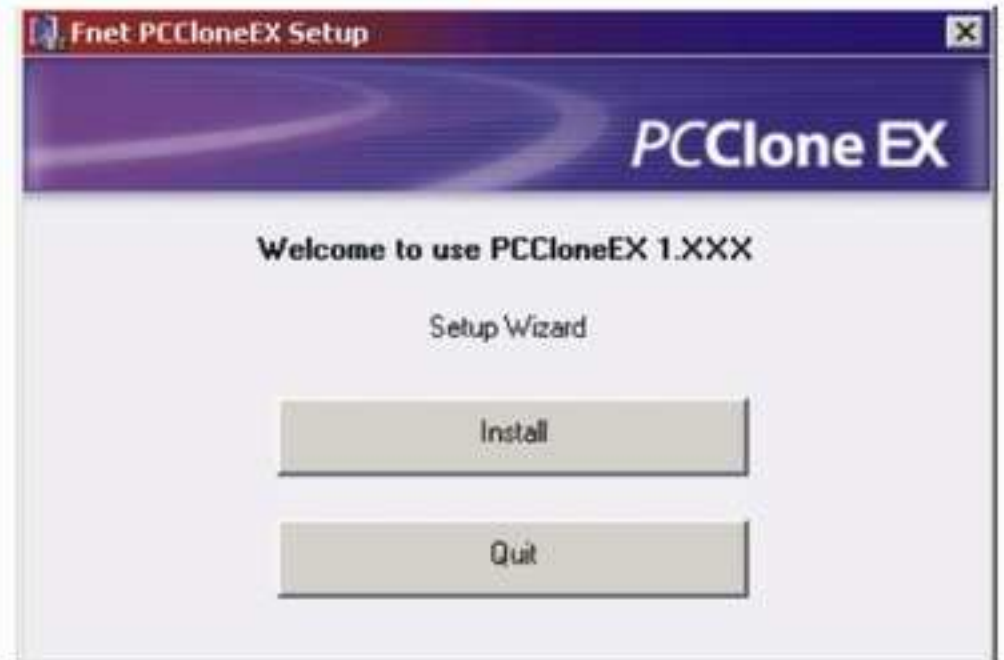 Fnet PCCloneEX Setup
PCClone EX
Welcome to use PCCloneEX 1.XXX
Setup Wizard
Install
Quit